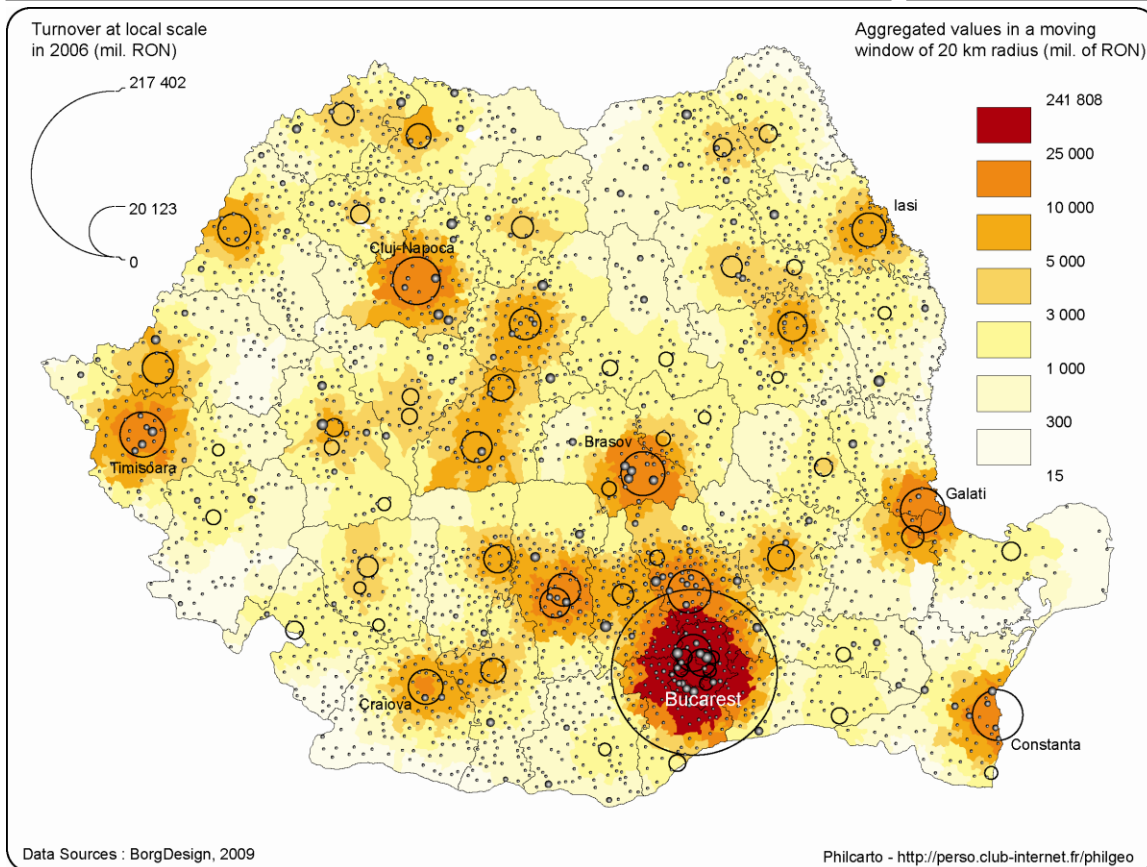 Turnover at local scale
in 2006 (mil. RON)
217 402
20 123
0
Aggregated values in a moving
window of 20 km radius (mil. of RON)
241 808
25 000
10 000
5 000
3 000
1 000
300
15
Iasi
Cluj-Napoca
Timisoara
Brasov
Galati
Craiova
Bucarest
Constanta
Data Sources : BorgDesign, 2009
Philcarto - http://perso.club-internet.fr/philgeo